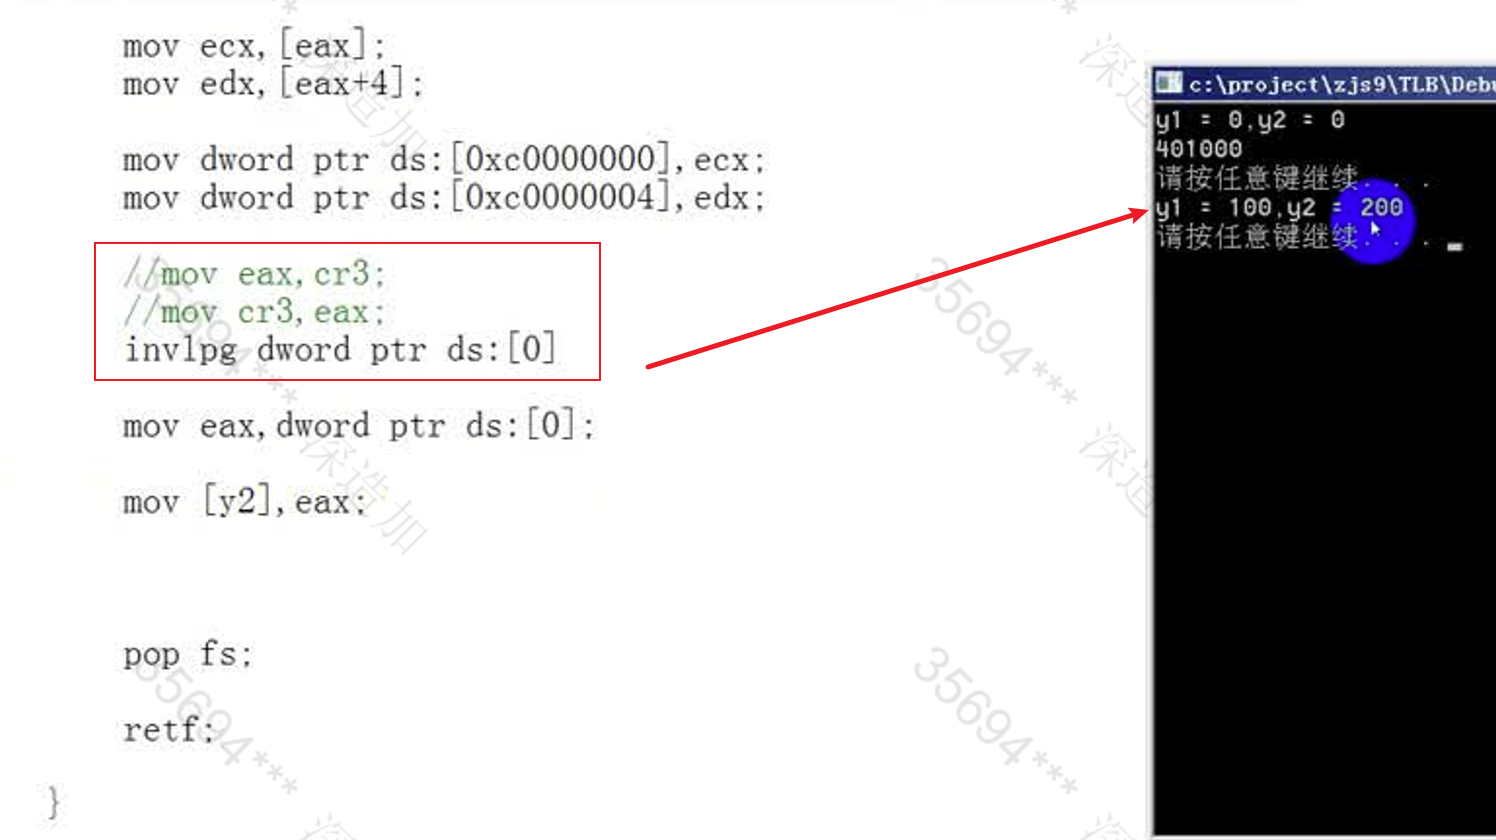 mov ecx,[eax];
mov edx,[eax+4];
mov dword ptr ds:[0xc0000000],ecx;
mov dword ptr ds:[0xc0000004],edx;
//mov eax,cr3;
//mov cr3,eax;
invlpg dword ptr ds:[0]
mov eax,dword ptr ds:[0];
mov [y2],eax;
pop fs;
retf;
}
c:\project\zjs9\TLB\Debu
y1 = 0,y2 = 0
401000
请按任意键继续. . .
y1 = 100,y2 = 200
请按任意键继续. . .
深造加
深造
35694***
35694***
深造加
深造
35694***
35694***